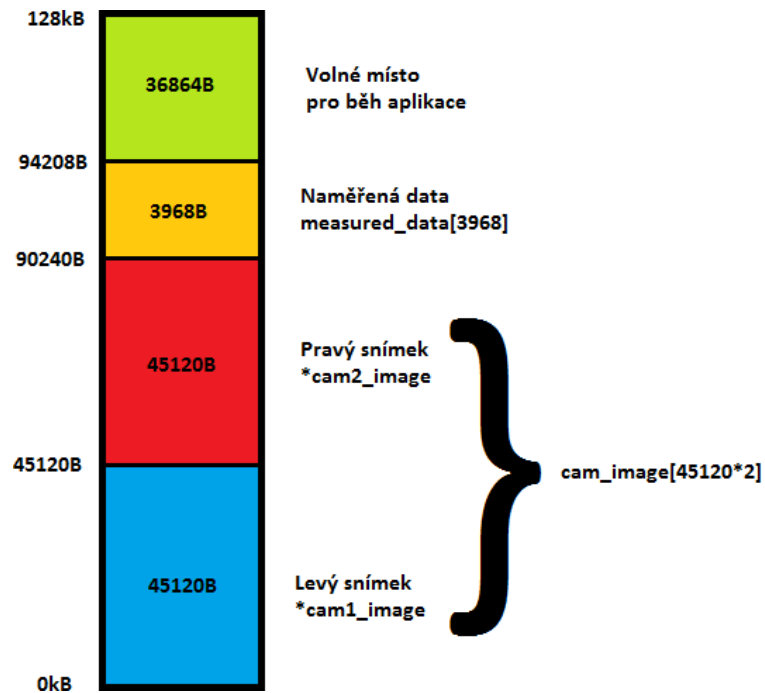 128kB
36864B
Volné místo
pro běh aplikace
94208B
3968B
Naměřená data
measured_data[3968]
90240B
45120B
Pravý snímek
*cam2_image
45120B
cam_image[45120*2]
45120B
Levý snímek
*cam1_image
0kB